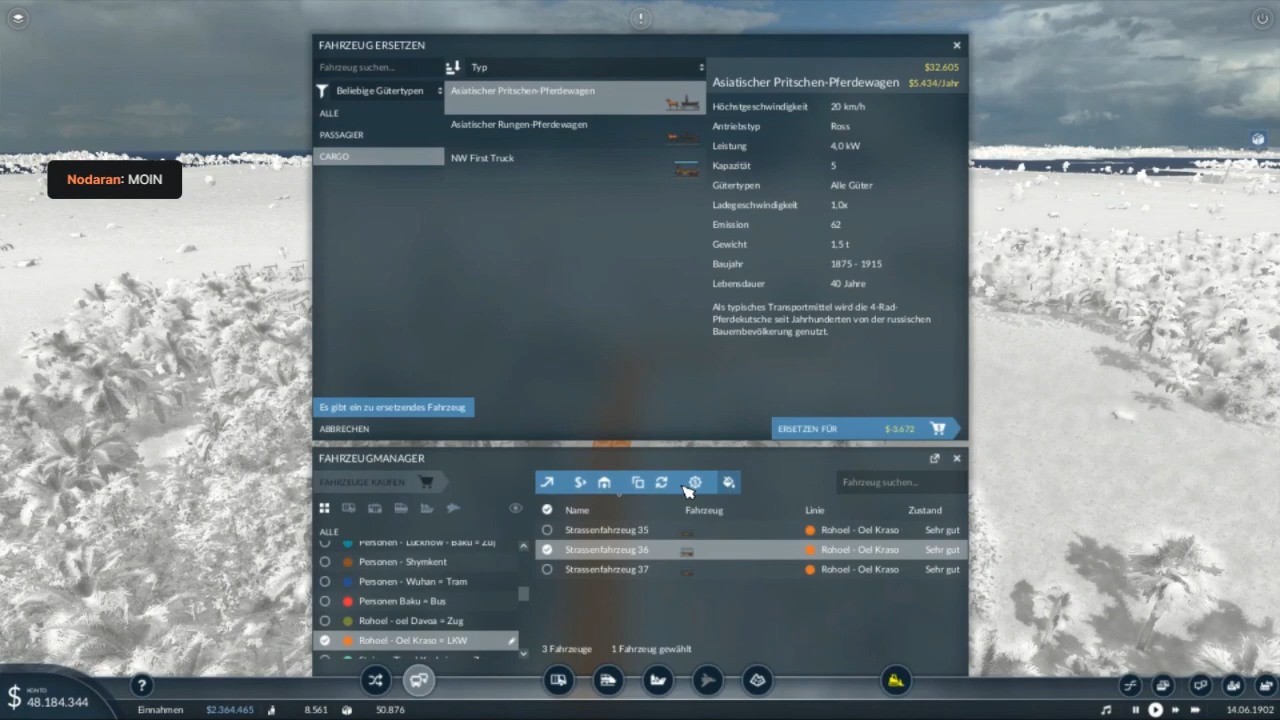 FAHRZEUG ERSETZEN
Fahrzeug suchen...
Typ
Beliebige Gütertypen
ALLE
PASSAGIER
CARGO
Asiatischer Pritschen-Pferdewagen
Asiatischer Rungen-Pferdewagen
NW First Truck
$32.605
Asiatischer Pritschen-Pferdewagen $5.434/Jahr
Höchstgeschwindigkeit 20 km/h
Antriebstyp Ross
Leistung 4,0 kW
Kapazität 5
Gütertypen Alle Güter
Ladegeschwindigkeit 1,0x
Emission 62
Gewicht 1,5 t
Baujahr 1875 - 1915
Lebensdauer 40 Jahre
Als typisches Transportmittel wird die 4-Rad-
Pferdekutsche seit Jahrhunderten von der russischen
Bauernbevölkerung genutzt.
Nodaran: MOIN
Es gibt ein zu ersetzendes Fahrzeug
ABBRECHEN
ERSETZEN FÜR $-3.672
FAHRZEUGMANAGER
FAHRZEUGE KAUFEN
Fahrzeug suchen...
ALLE
Personen - Lucknow - Baku = Zug
Personen - Shymkent
Personen - Wuhan = Tram
Personen Baku = Bus
Rohoel - oel Davoa = Zug
Rohoel - Oel Kraso = LKW
Name Fahrzeug Linie Zustand
Strassenfahrzeug 35 Rohoel - Oel Kraso Sehr gut
Strassenfahrzeug 36 Rohoel - Oel Kraso Sehr gut
Strassenfahrzeug 37 Rohoel - Oel Kraso Sehr gut
3 Fahrzeuge 1 Fahrzeug gewählt
KONTO
$ 48.184.344
?
Einnahmen $2.364.465 8.561 50.876
14.06.1902